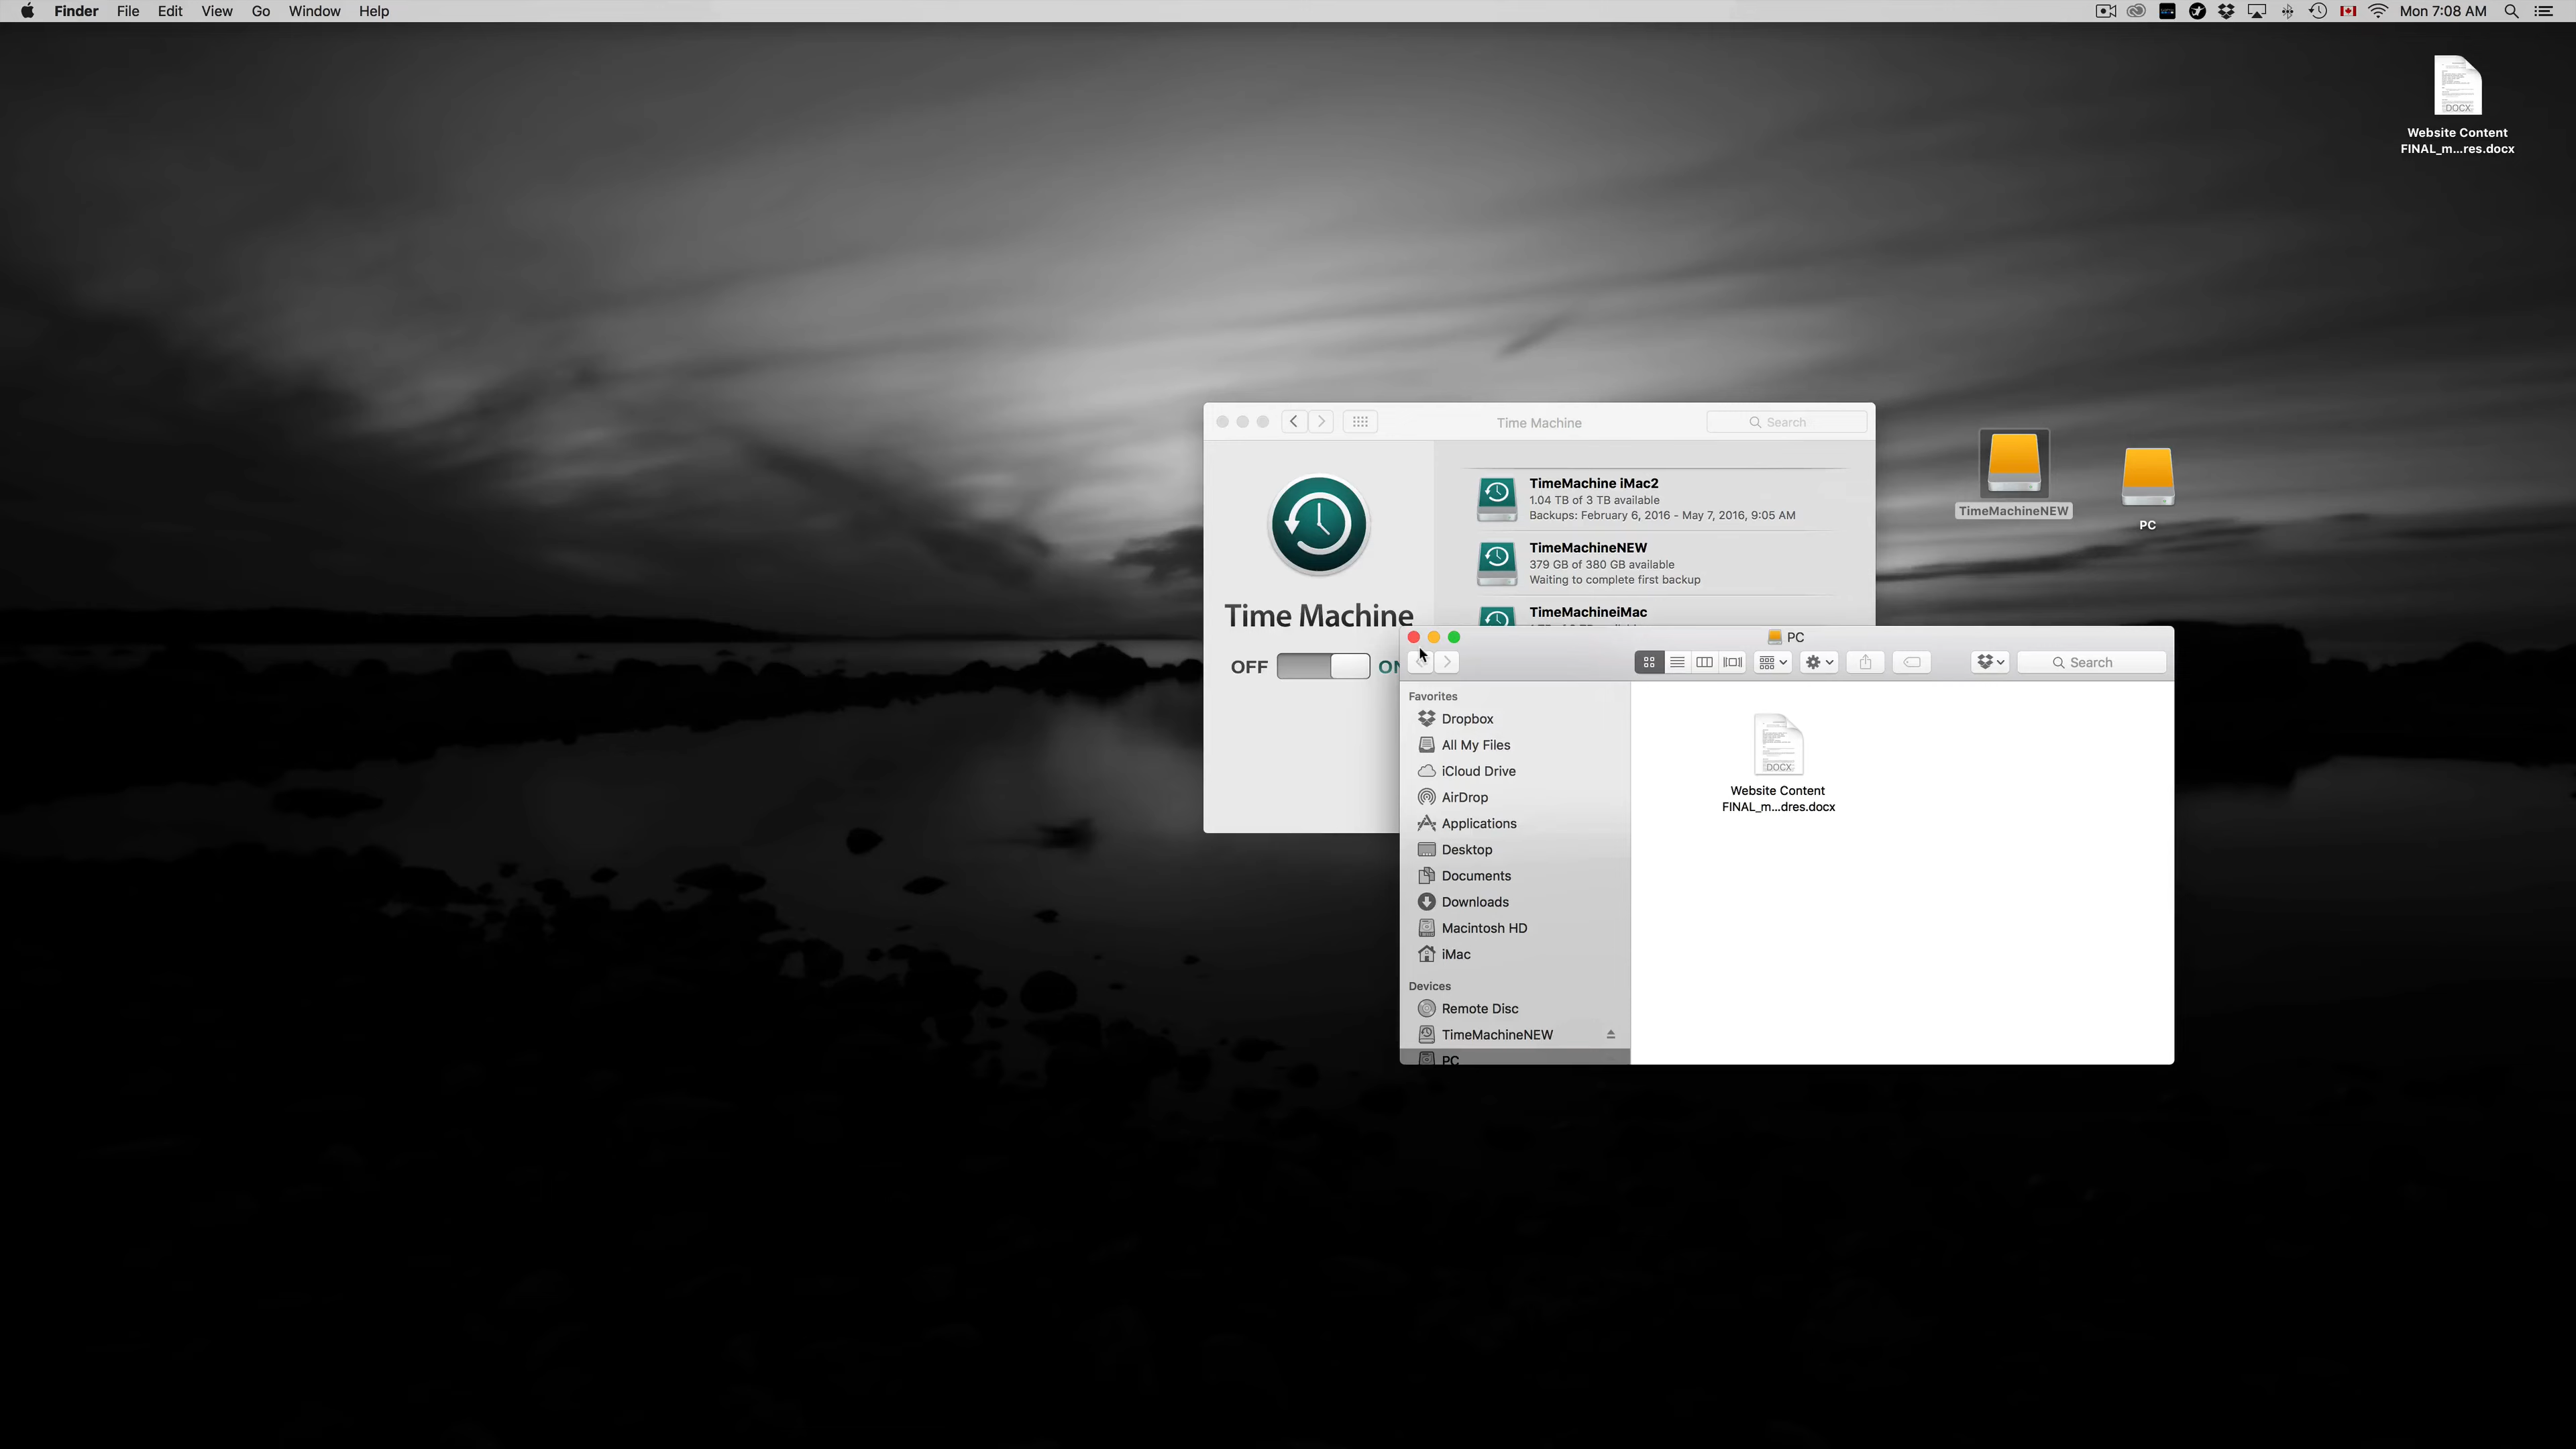 Finder File Edit View Go Window Help
Mon 7:08 AM
DOCX
Website Content
FINAL_m...res.docx
Time Machine
Search
TimeMachine iMac2
1.04 TB of 3 TB available
Backups: February 6, 2016 - May 7, 2016, 9:05 AM
TimeMachineNEW
379 GB of 380 GB available
Waiting to complete first backup
TimeMachineiMac
Time Machine
OFF
TimeMachineNEW
PC
PC
Search
Favorites
Dropbox
All My Files
iCloud Drive
AirDrop
Applications
Desktop
Documents
Downloads
Macintosh HD
iMac
Devices
Remote Disc
TimeMachineNEW
PC
DOCX
Website Content
FINAL_m...dres.docx